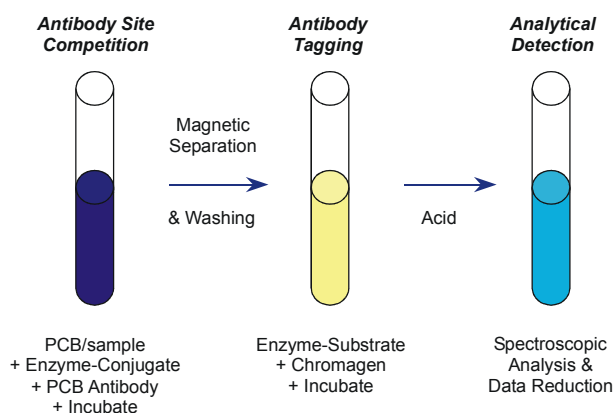 Antibody Site
Competition
Antibody
Tagging
Analytical
Detection
Magnetic
Separation
& Washing
Acid
PCB/sample
+ Enzyme-Conjugate
+ PCB Antibody
+ Incubate
Enzyme-Substrate
+ Chromagen
+ Incubate
Spectroscopic
Analysis &
Data Reduction